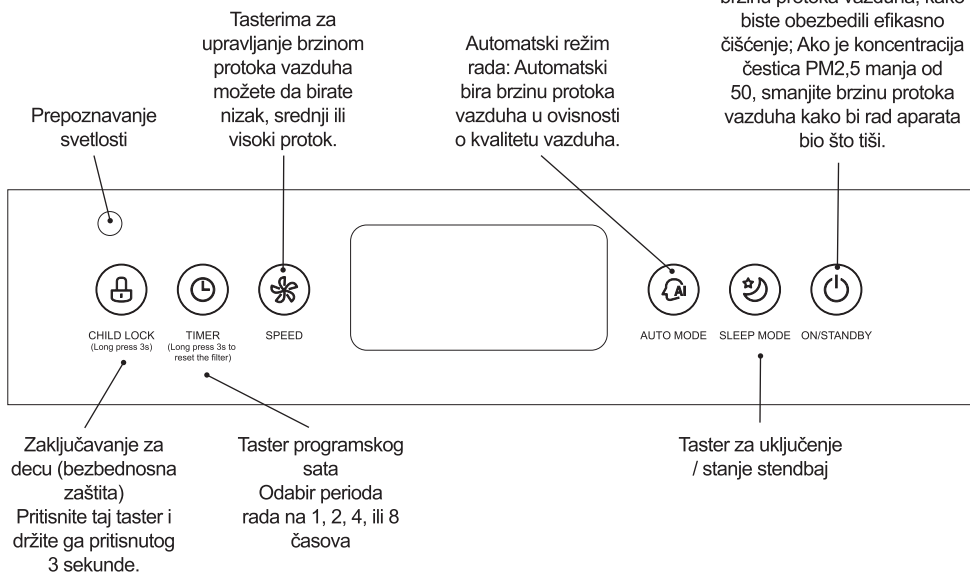 brzinu protoka vazduha, kako
biste obezbedili efikasno
čišćenje; Ako je koncentracija
čestica PM2,5 manja od
50, smanjite brzinu protoka
vazduha kako bi rad aparata
bio što tiši.
Tasterima za
upravljanje brzinom
protoka vazduha
možete da birate
nizak, srednji ili
visoki protok.
Automatski režim
rada: Automatski
bira brzinu protoka
vazduha u ovisnosti
o kvalitetu vazduha.
Prepoznavanje
svetlosti
AI
CHILD LOCK
(Long press 3s)
TIMER
(Long press 3s to
reset the filter)
SPEED
AUTO MODE
SLEEP MODE
ON/STANDBY
Zaključavanje za
decu (bezbednosna
zaštita)
Pritisnite taj taster i
držite ga pritisnutog
3 sekunde.
Taster programskog
sata
Odabir perioda
rada na 1, 2, 4, ili 8
časova
Taster za uključenje
/ stanje stendbaj